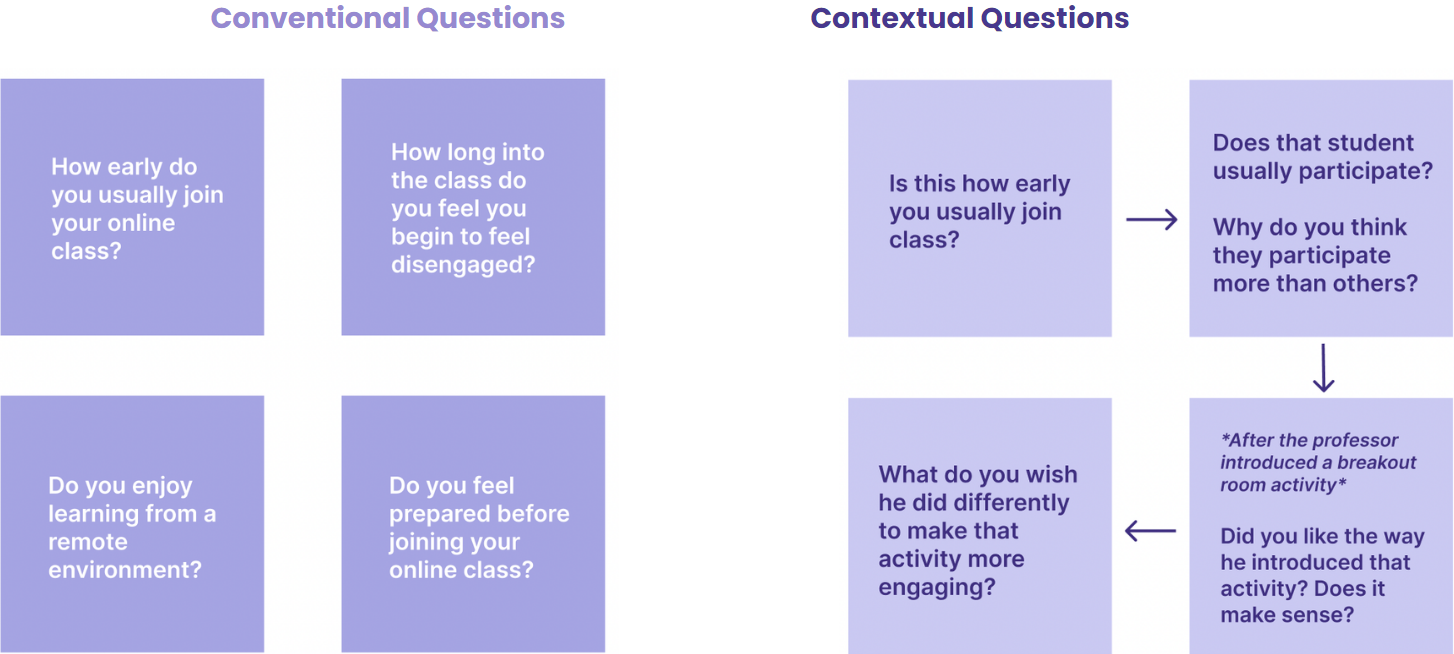 Conventional Questions
How early do
you usually join
your online
class?
How long into
the class do
you feel you
begin to feel
disengaged?
Do you enjoy
learning from a
remote
environment?
Do you feel
prepared before
joining your
online class?
Contextual Questions
Is this how early
you usually join
class?
Does that student
usually participate?
Why do you think
they participate
more than others?
*After the professor
introduced a breakout
room activity*
Did you like the way
he introduced that
activity? Does it
make sense?
What do you wish
he did differently
to make that
activity more
engaging?